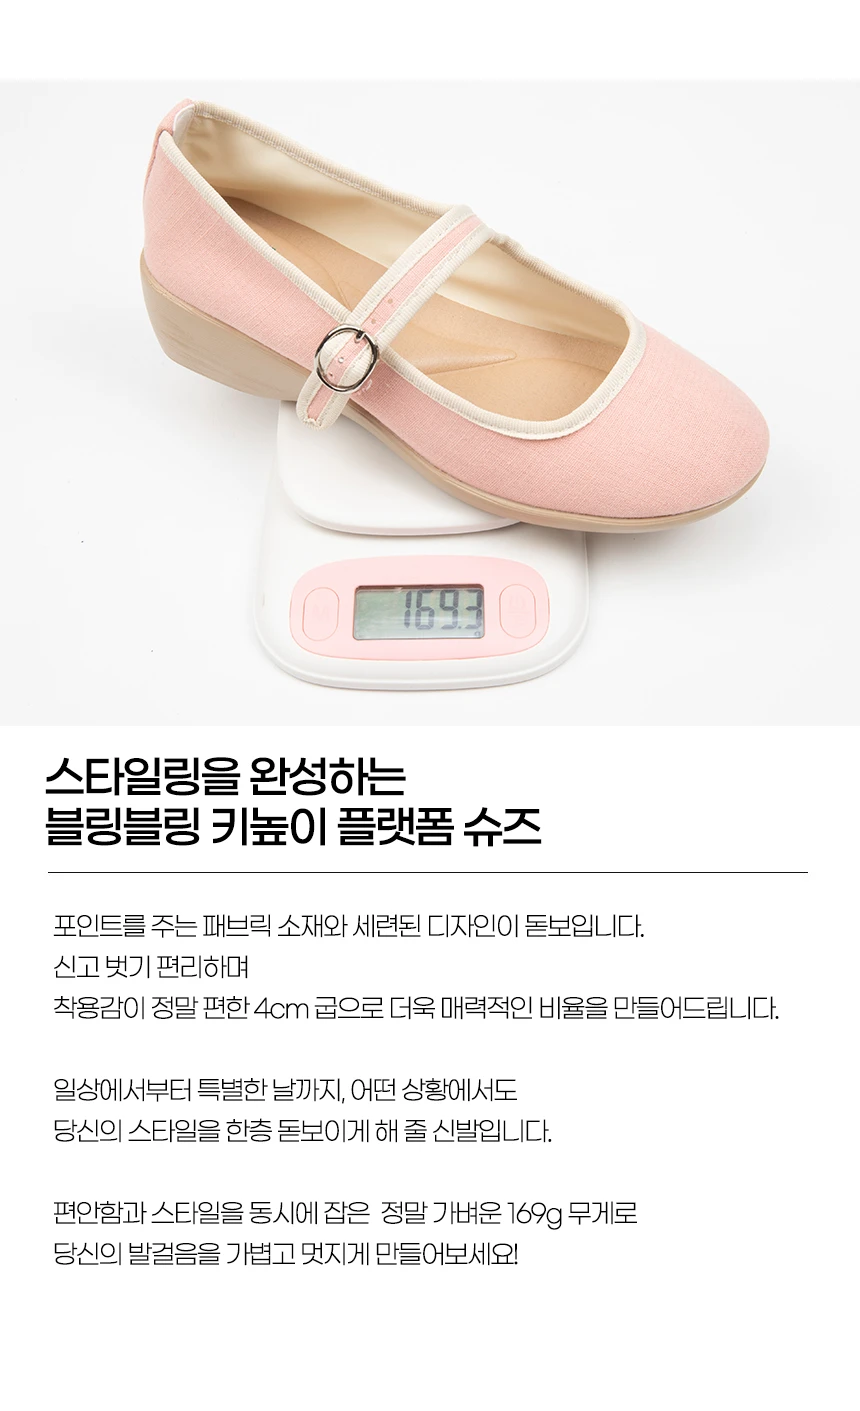 169.3
스타일링을 완성하는
블링블링 키높이 플랫폼 슈즈
포인트를 주는 패브릭 소재와 세련된 디자인이 돋보입니다.
신고 벗기 편리하며
착용감이 정말 편한 4cm 굽으로 더욱 매력적인 비율을 만들어드립니다.
일상에서부터 특별한 날까지, 어떤 상황에서도
당신의 스타일을 한층 돋보이게 해 줄 신발입니다.
편안함과 스타일을 동시에 잡은 정말 가벼운 169g 무게로
당신의 발걸음을 가볍고 멋지게 만들어보세요!